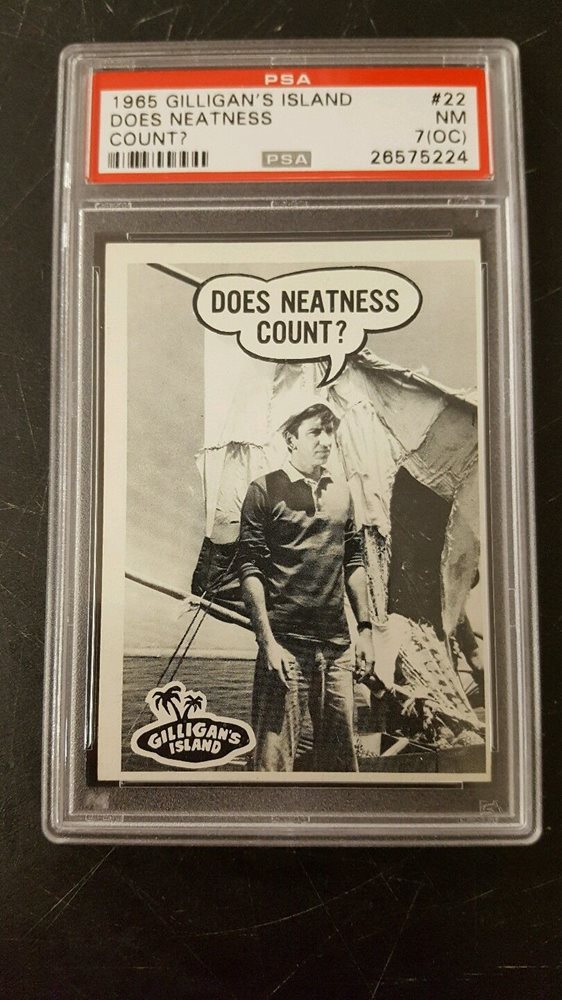 PSA
1965 GILLIGAN'S ISLAND #22
DOES NEATNESS NM
COUNT? 7(OC)
PSA 26575224
DOES NEATNESS
COUNT?
GILLIGAN'S
ISLAND